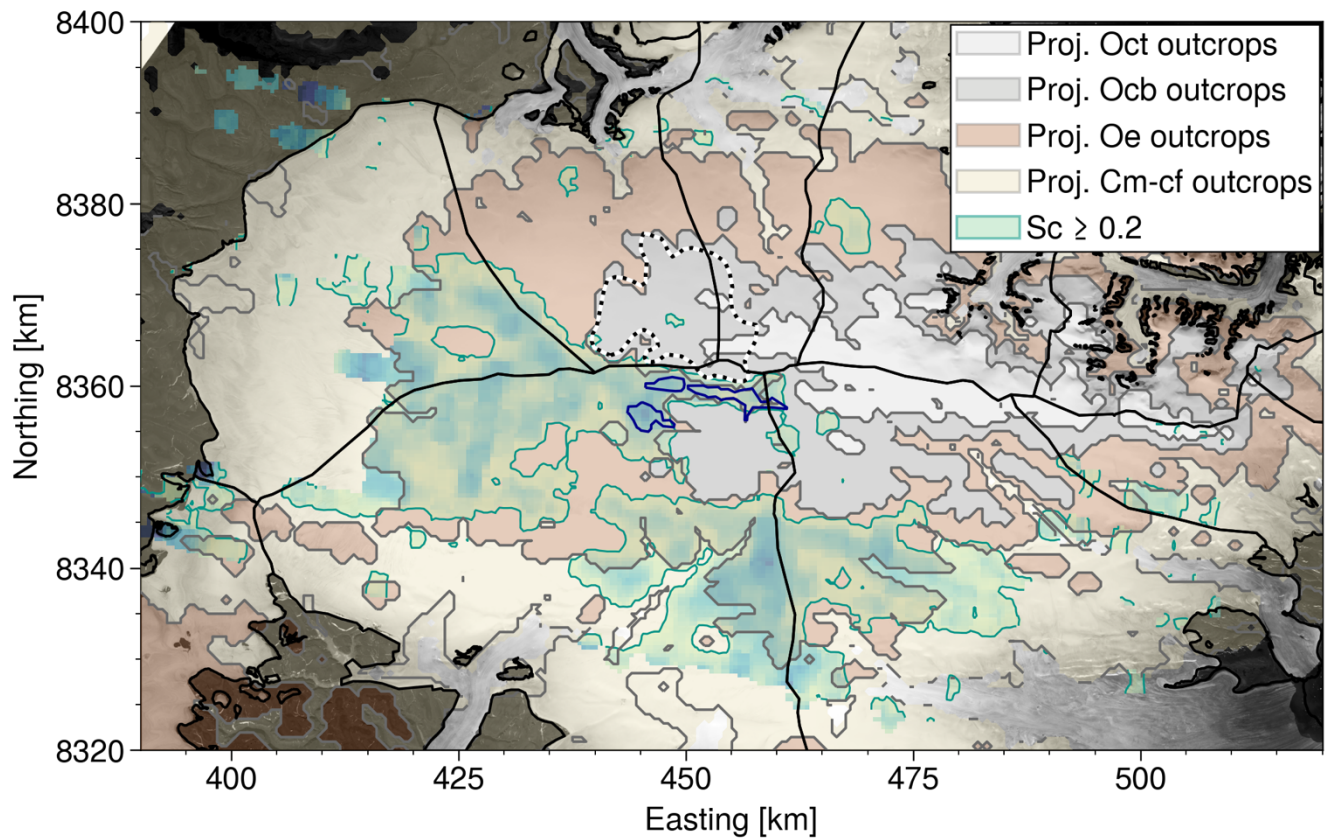 8400
8380
8360
8340
8320
Northing [km]
400
425
450
475
500
Easting [km]
Proj. Oct outcrops
Proj. Ocb outcrops
Proj. Oe outcrops
Proj. Cm-cf outcrops
Sc ≥ 0.2